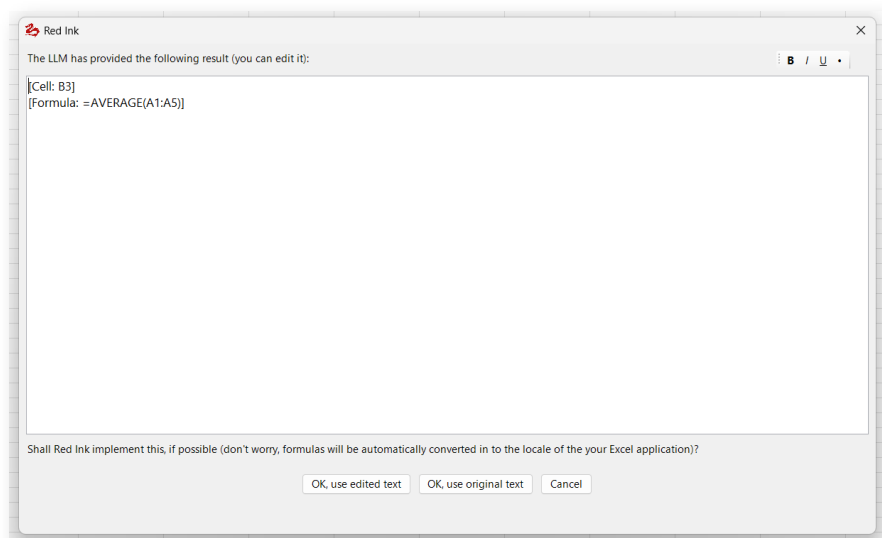 Red Ink
The LLM has provided the following result (you can edit it):
B I U •
[Cell: B3]
[Formula: =AVERAGE(A1:A5)]
Shall Red Ink implement this, if possible (don't worry, formulas will be automatically converted in to the locale of the your Excel application)?
OK, use edited text OK, use original text Cancel